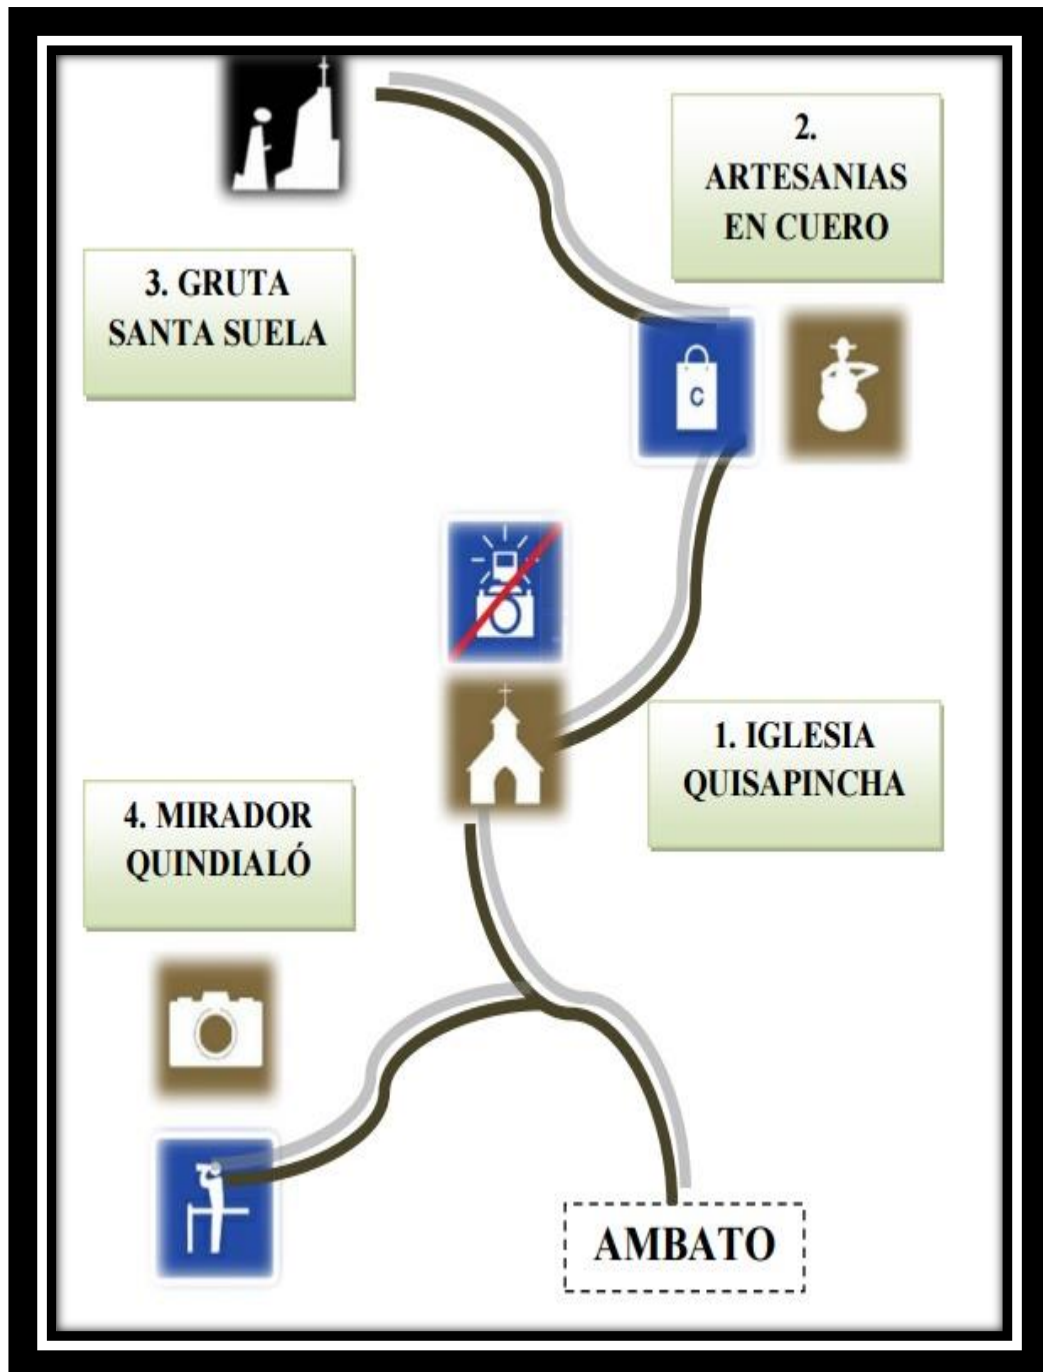 2.
ARTESANIAS
EN CUERO
3. GRUTA
SANTA SUELA
C
1. IGLESIA
QUISAPINCHA
4. MIRADOR
QUINDIALÓ
AMBATO